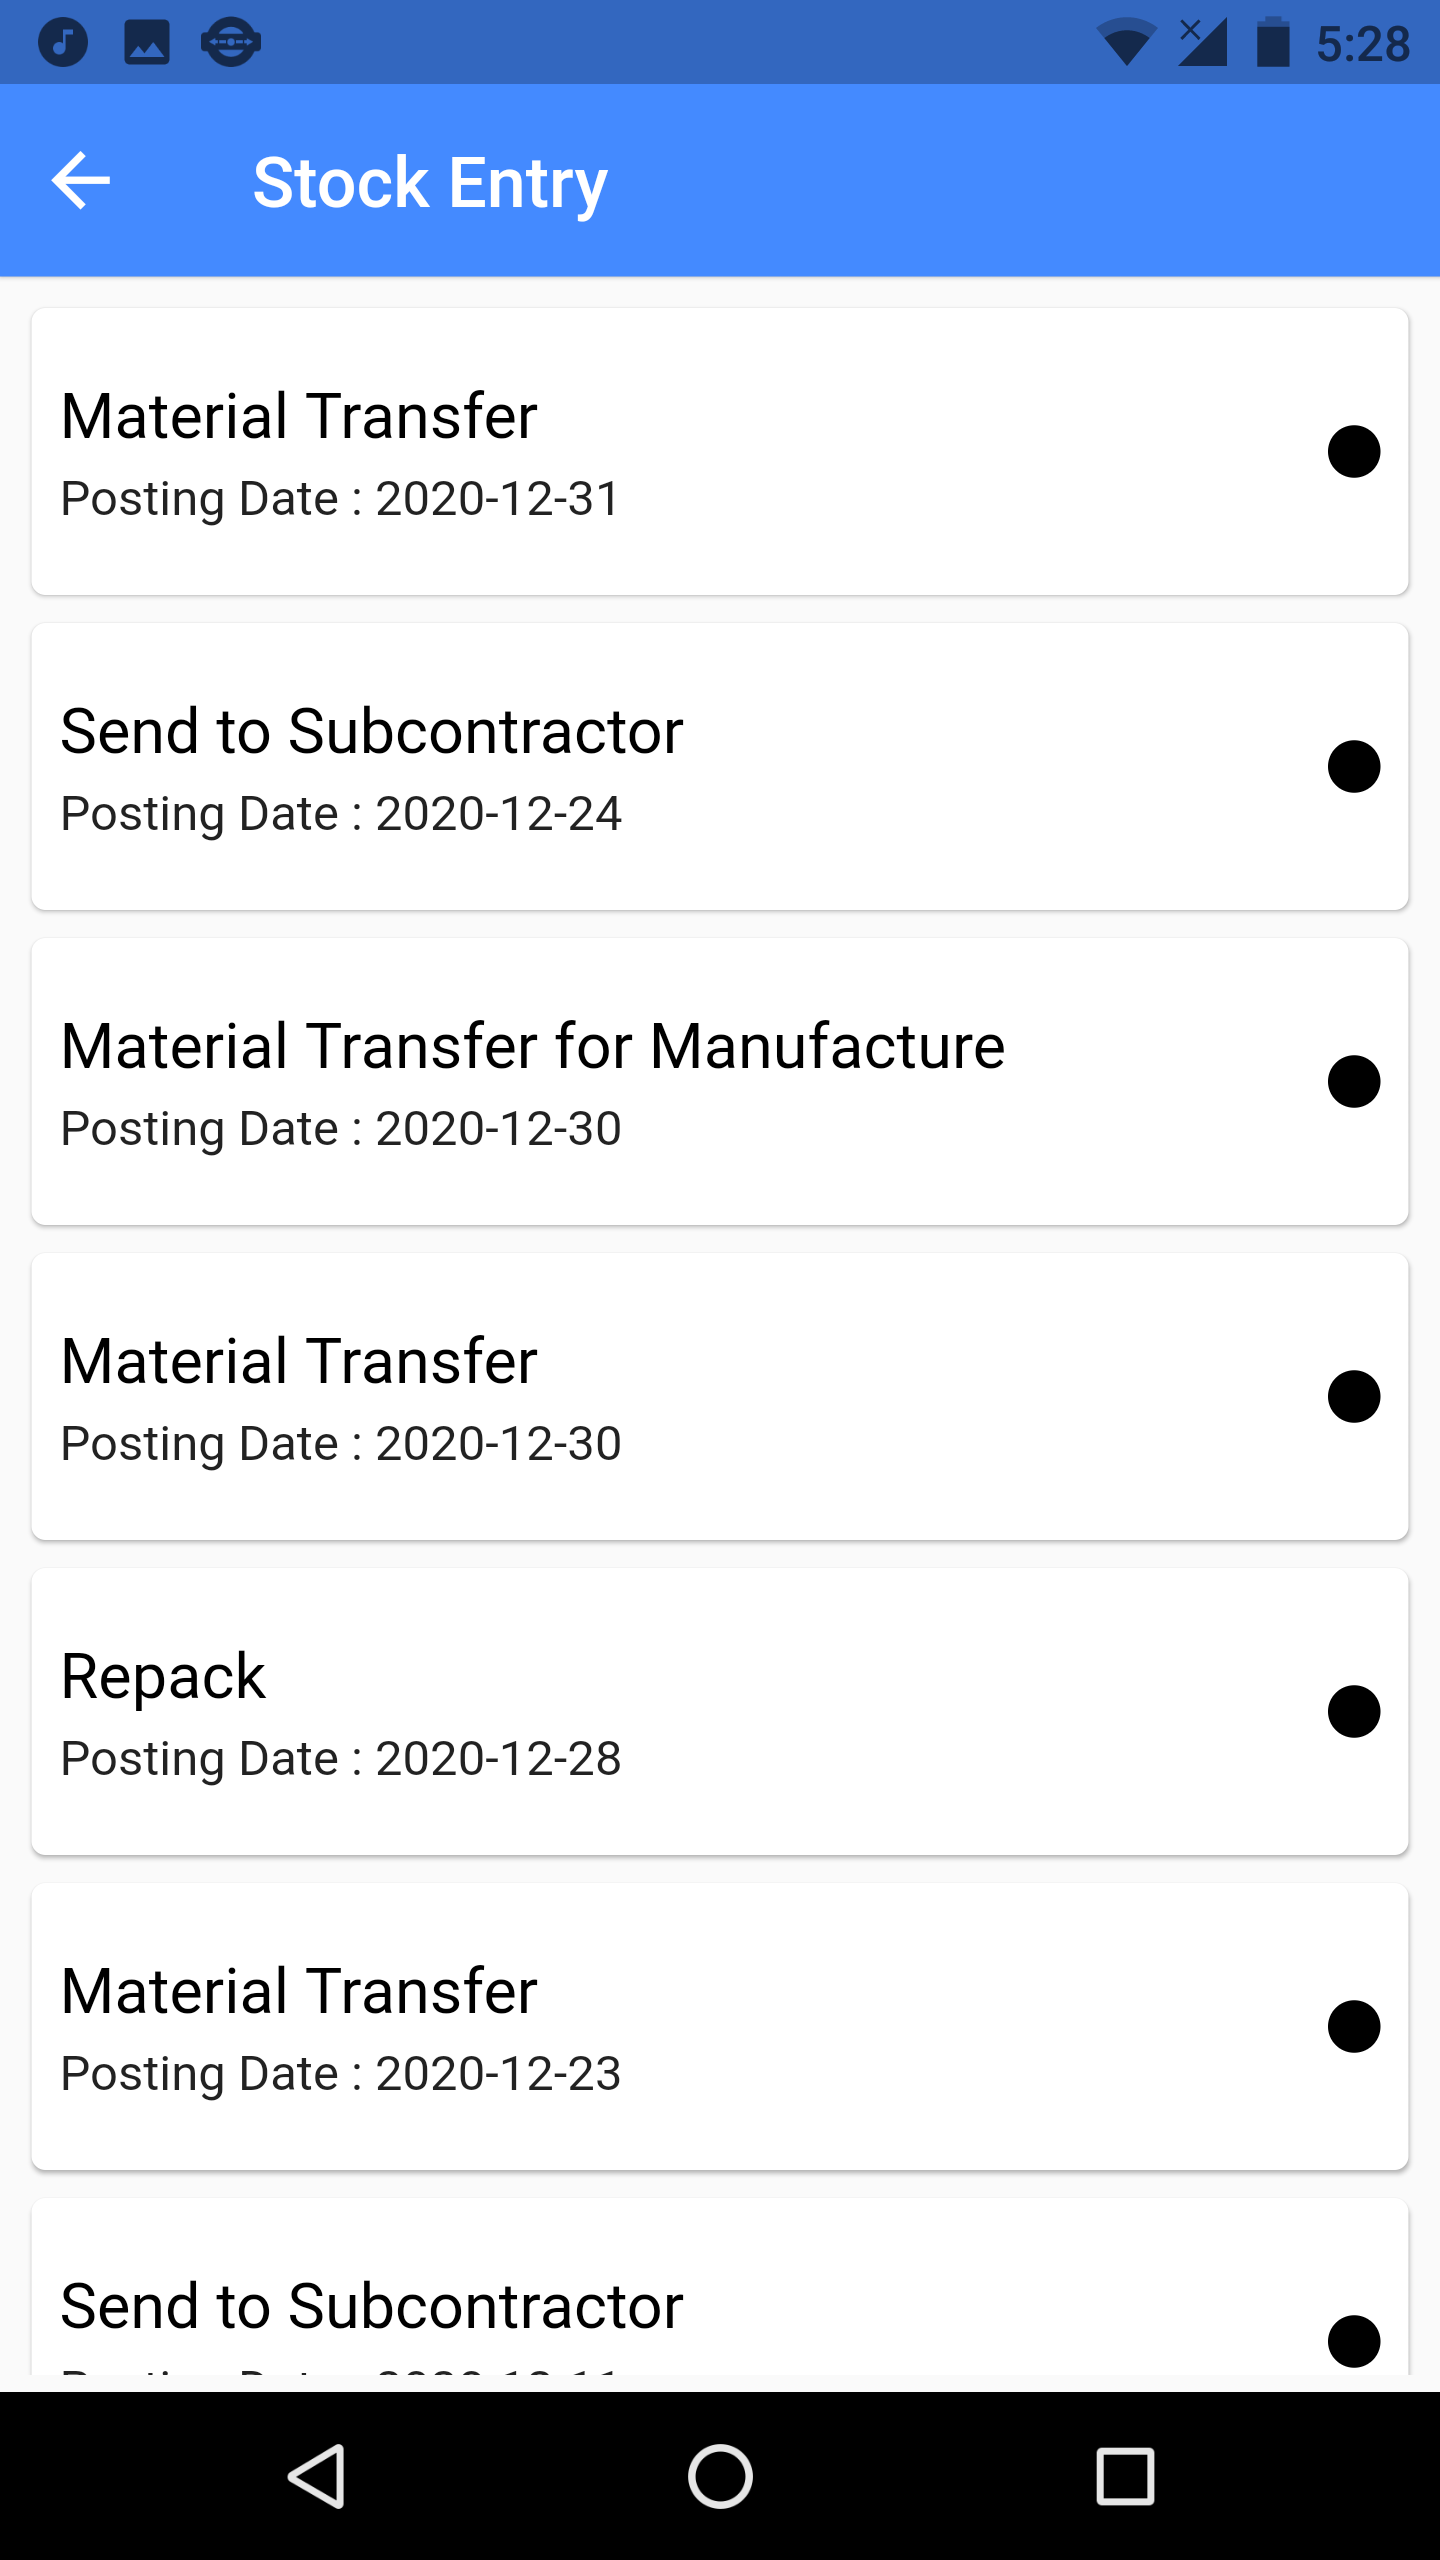 5:28
Stock Entry
Material Transfer
Posting Date : 2020-12-31
Send to Subcontractor
Posting Date : 2020-12-24
Material Transfer for Manufacture
Posting Date : 2020-12-30
Material Transfer
Posting Date : 2020-12-30
Repack
Posting Date : 2020-12-28
Material Transfer
Posting Date : 2020-12-23
Send to Subcontractor